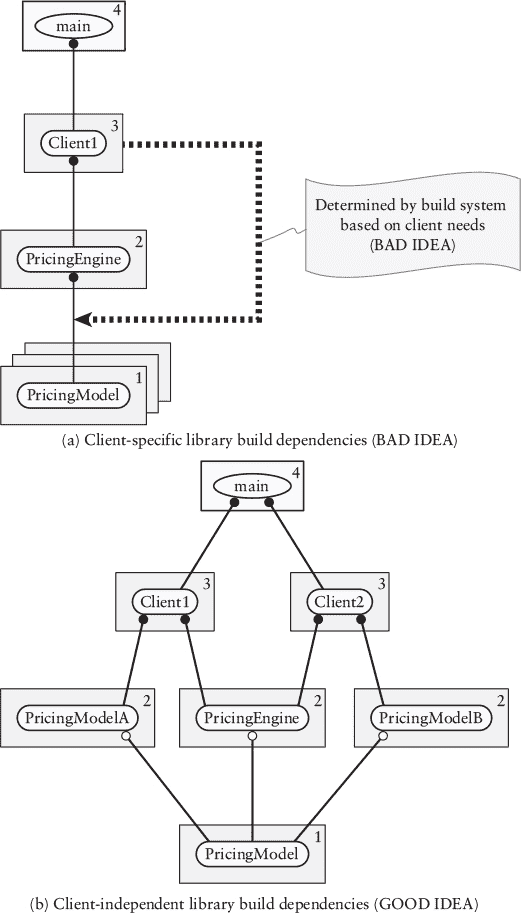 4
main
3
Client1
Determined by build system
based on client needs
(BAD IDEA)
2
PricingEngine
1
PricingModel
(a) Client-specific library build dependencies (BAD IDEA)
4
main
3
Client1
3
Client2
2
PricingModelA
2
PricingEngine
2
PricingModelB
1
PricingModel
(b) Client-independent library build dependencies (GOOD IDEA)